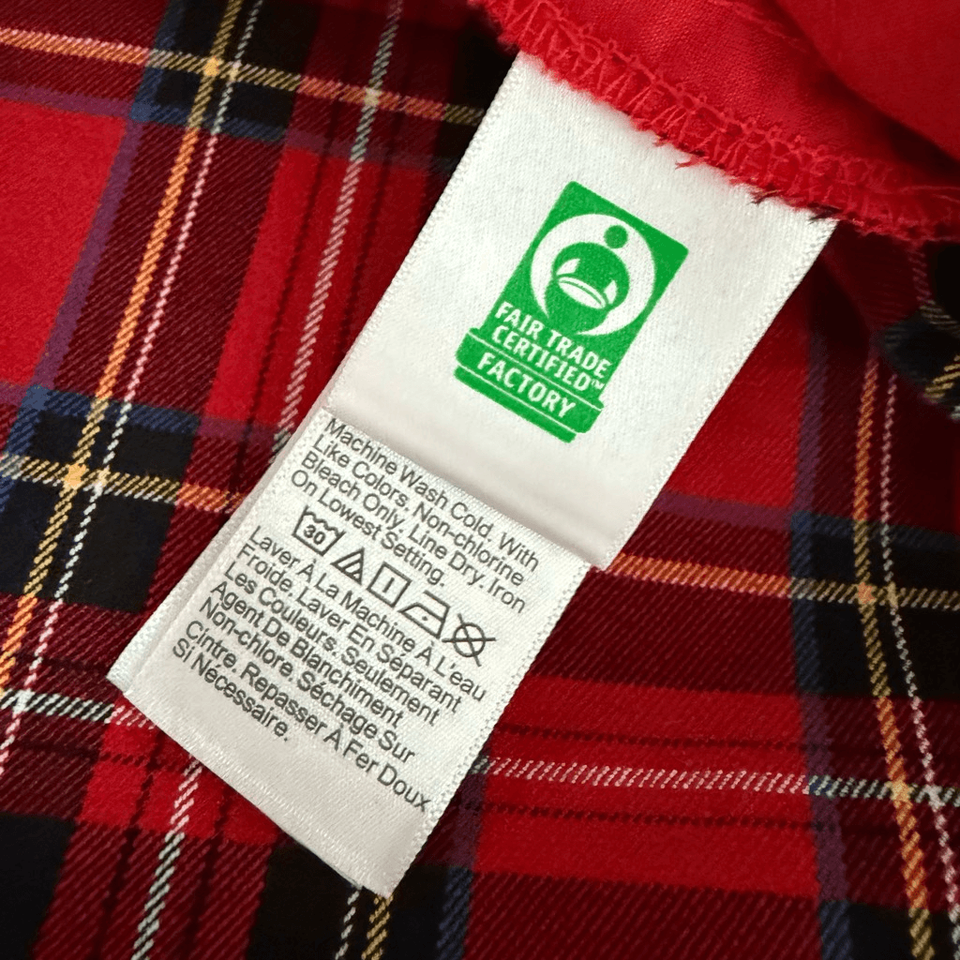 FAIR TRADE
CERTIFIED™
FACTORY
Machine Wash Cold. With
Like Colors. Non-chlorine
Bleach Only. Line Dry. Iron
On Lowest Setting.
30
Laver À La Machine À L'eau
Froide. Laver En Séparant
Les Couleurs. Seulement
Agent De Blanchiment
Non-chlore. Séchage Sur
Cintre. Repasser À Fer Doux
Si Nécessaire.